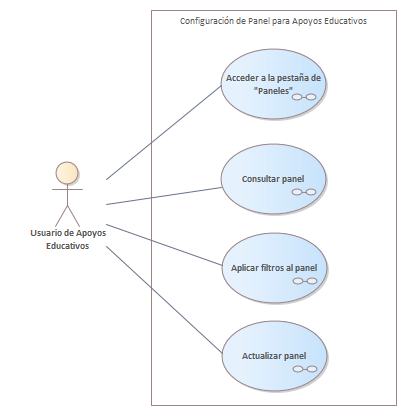 Configuración de Panel para Apoyos Educativos
Acceder a la pestaña de
"Paneles"
Consultar panel
Usuario de Apoyos
Educativos
Aplicar filtros al panel
Actualizar panel